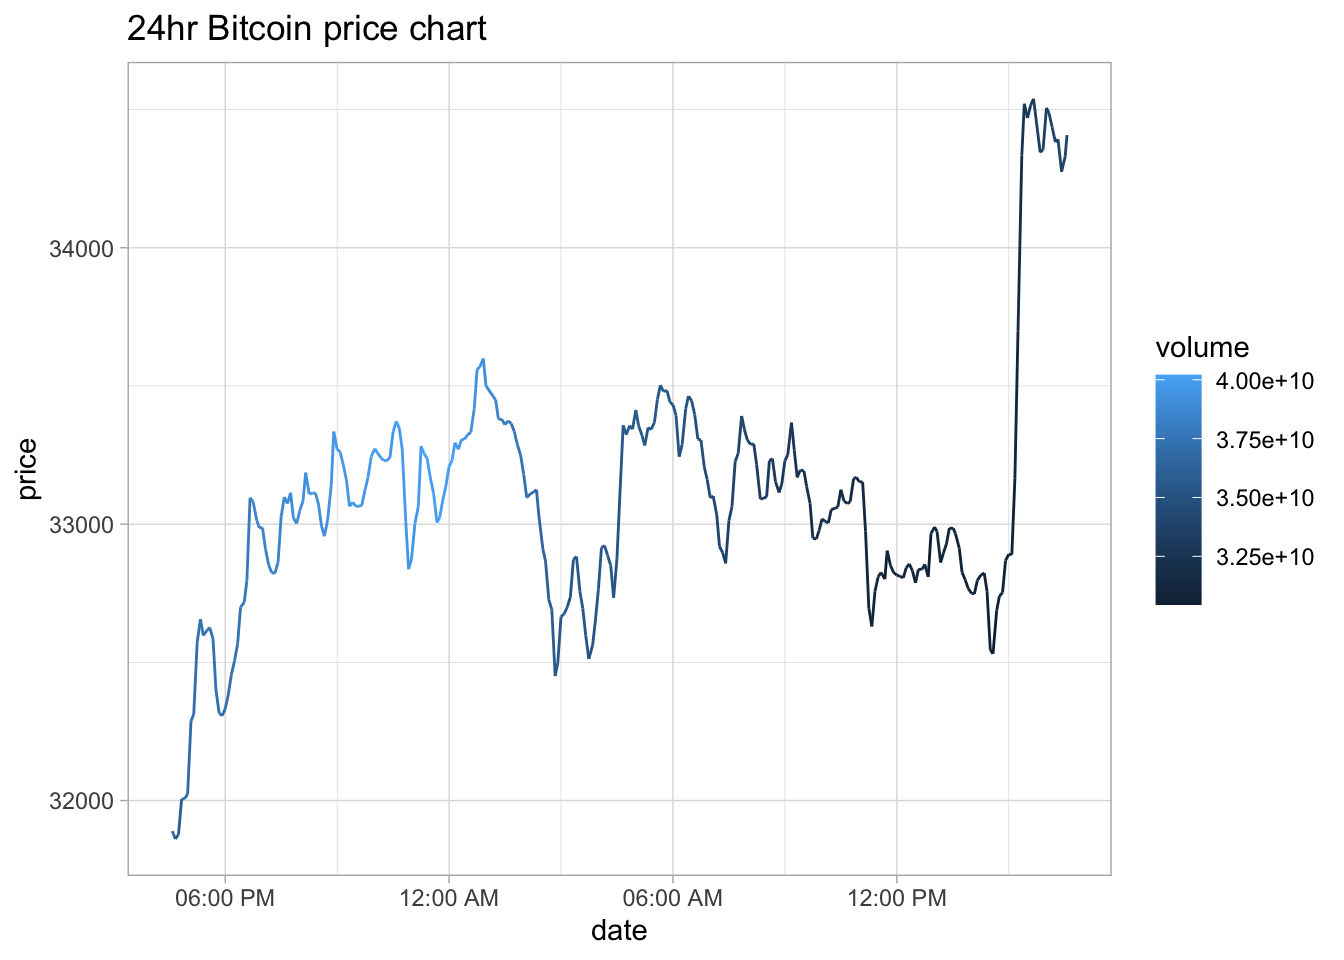 24hr Bitcoin price chart
price
34000
33000
32000
06:00 PM 12:00 AM 06:00 AM 12:00 PM
date
volume
4.00e+10
3.75e+10
3.50e+10
3.25e+10